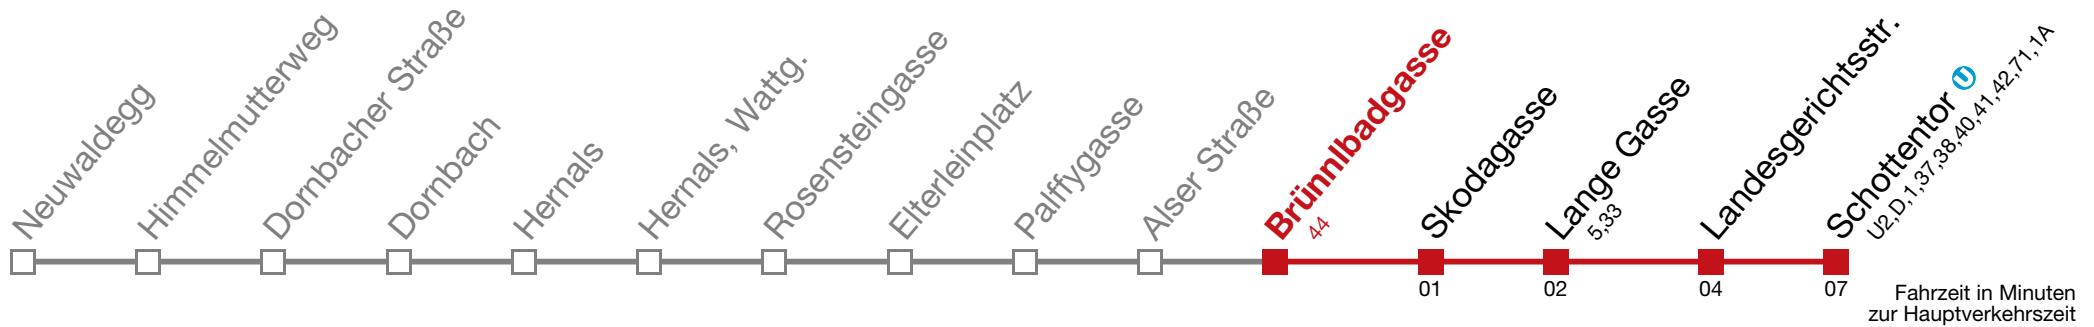 Neuwaldegg
Himmelmutterweg
Dornbacher Straße
Dornbach
Hernals
Hernals, Wattg.
Rosensteingasse
Elterleinplatz
Palffygasse
Alser Straße
Brünnlbadgasse
44
Skodagasse
Lange Gasse
5,33
Landesgerichtsstr.
Schottentor U
U2,D,1,37,38,40,41,42,71,1A
01
02
04
07
Fahrzeit in Minuten
zur Hauptverkehrszeit